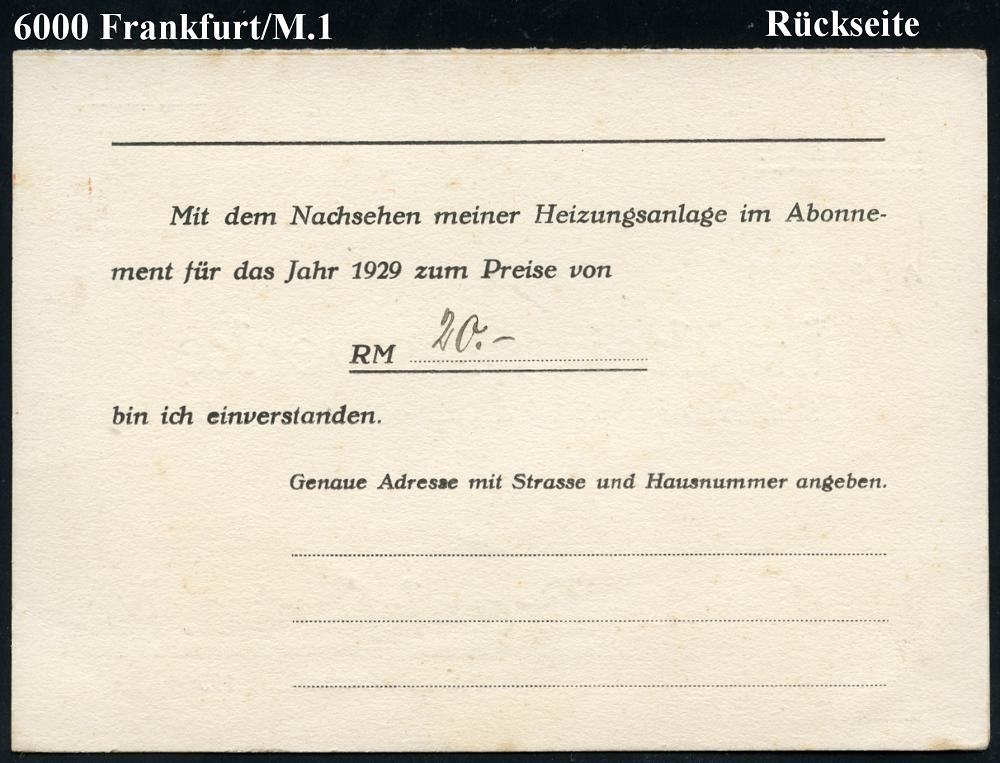 6000 Frankfurt/M.1
Rückseite
Mit dem Nachsehen meiner Heizungsanlage im Abonne-
ment für das Jahr 1929 zum Preise von
RM 20.-
bin ich einverstanden.
Genaue Adresse mit Strasse und Hausnummer angeben.